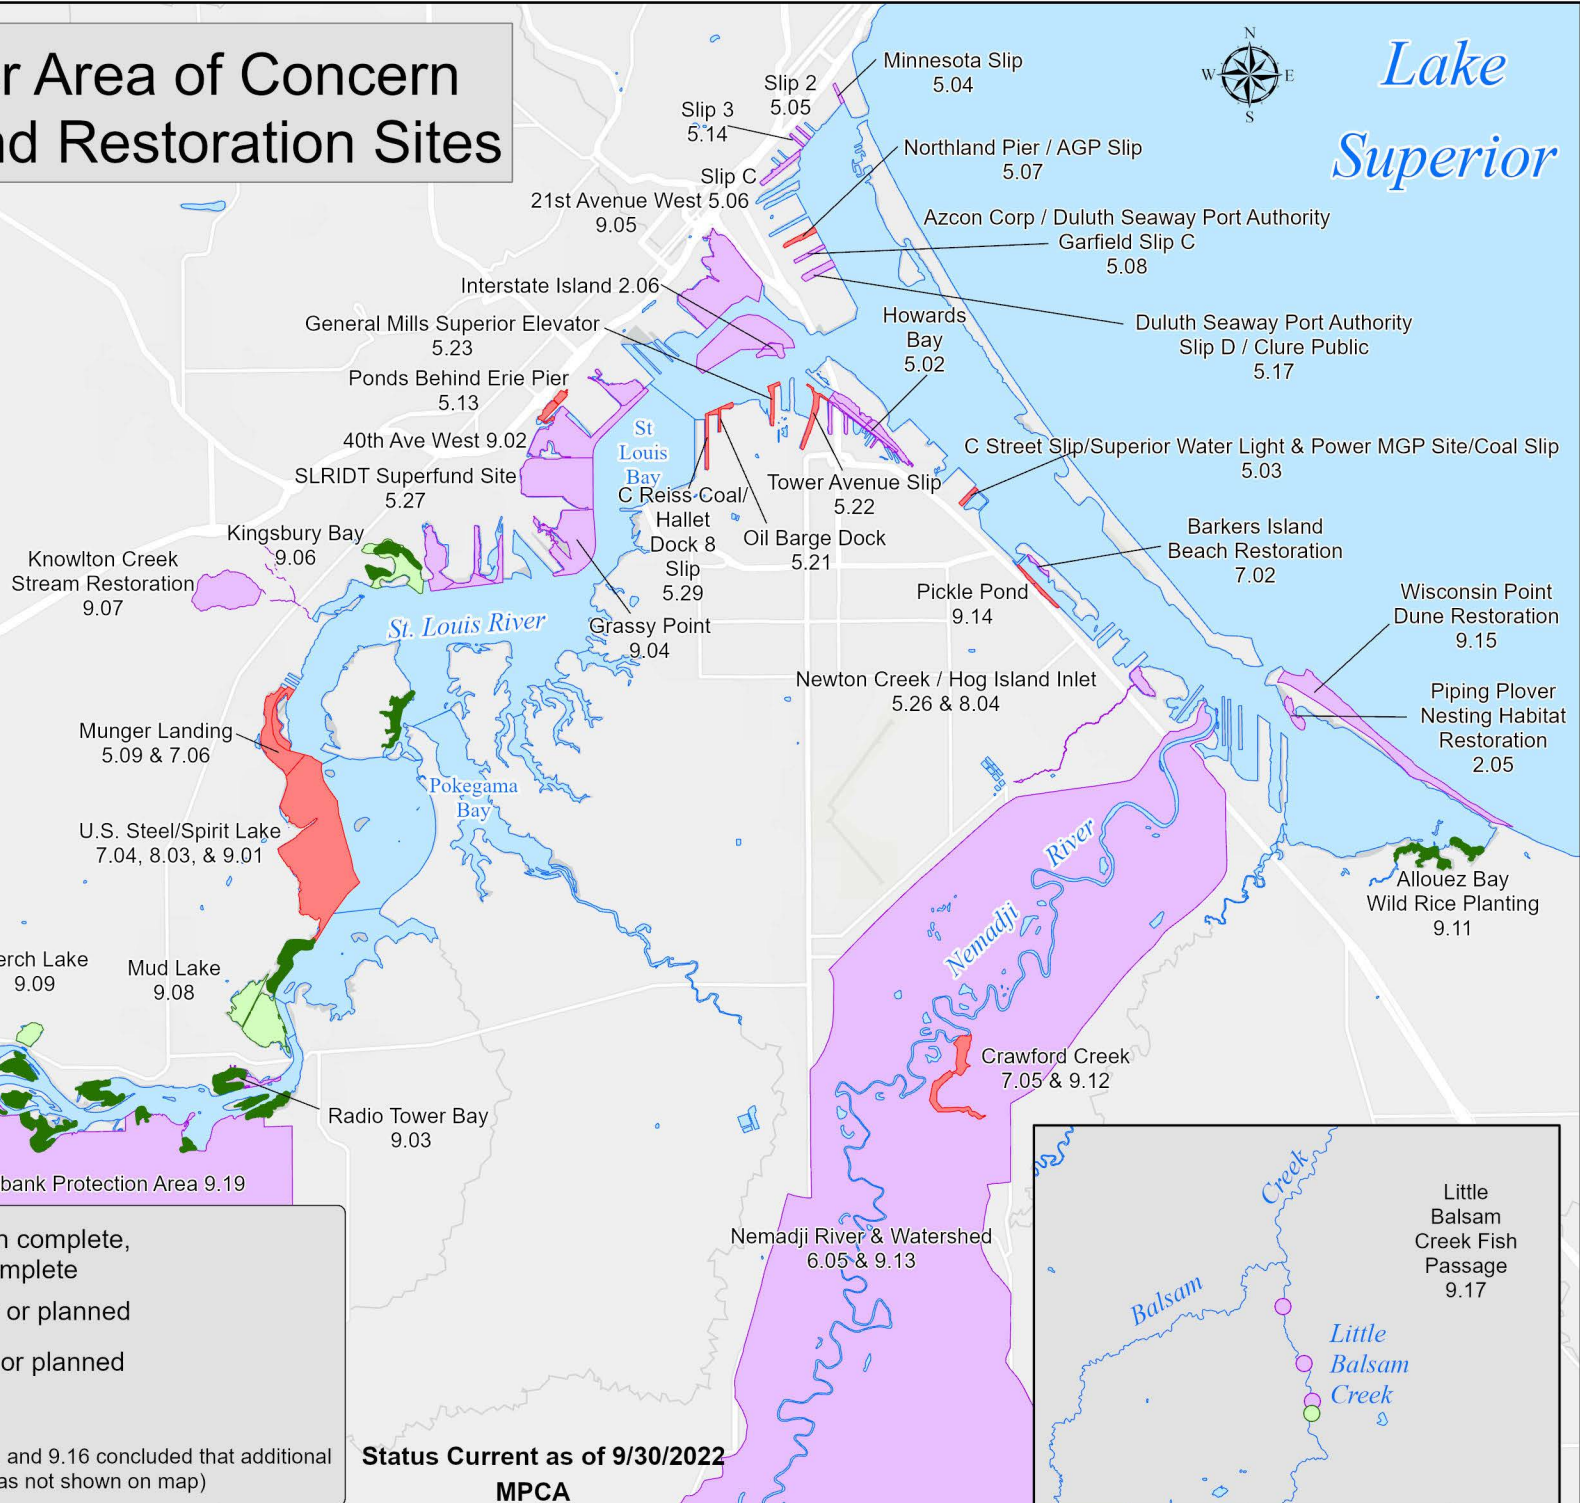 r Area of Concern
nd Restoration Sites
N
W
E
S
Lake
Superior
Minnesota Slip
5.04
Slip 2
5.05
Slip 3
5.14
Northland Pier / AGP Slip
5.07
Slip C
5.06
21st Avenue West
9.05
Azcon Corp / Duluth Seaway Port Authority
Garfield Slip C
5.08
Interstate Island 2.06
General Mills Superior Elevator
5.23
Howards
Bay
5.02
Duluth Seaway Port Authority
Slip D / Clure Public
5.17
Ponds Behind Erie Pier
5.13
40th Ave West 9.02
St
Louis
Bay
C Street Slip/Superior Water Light & Power MGP Site/Coal Slip
5.03
SLRIDT Superfund Site
5.27
C Reiss Coal/
Hallet
Dock 8
Slip
5.29
Tower Avenue Slip
5.22
Oil Barge Dock
5.21
Kingsbury Bay
9.06
Knowlton Creek
Stream Restoration
9.07
Barkers Island
Beach Restoration
7.02
Pickle Pond
9.14
Wisconsin Point
Dune Restoration
9.15
St. Louis River
Grassy Point
9.04
Newton Creek / Hog Island Inlet
5.26 & 8.04
Piping Plover
Nesting Habitat
Restoration
2.05
Munger Landing
5.09 & 7.06
Pokegama
Bay
U.S. Steel/Spirit Lake
7.04, 8.03, & 9.01
Nemadji
River
Allouez Bay
Wild Rice Planting
9.11
erch Lake
9.09
Mud Lake
9.08
Crawford Creek
7.05 & 9.12
Radio Tower Bay
9.03
bank Protection Area 9.19
Nemadji River & Watershed
6.05 & 9.13
n complete,
mplete
or planned
or planned
and 9.16 concluded that additional
as not shown on map)
Status Current as of 9/30/2022
MPCA
Creek
Balsam
Little
Balsam
Creek Fish
Passage
9.17
Little
Balsam
Creek